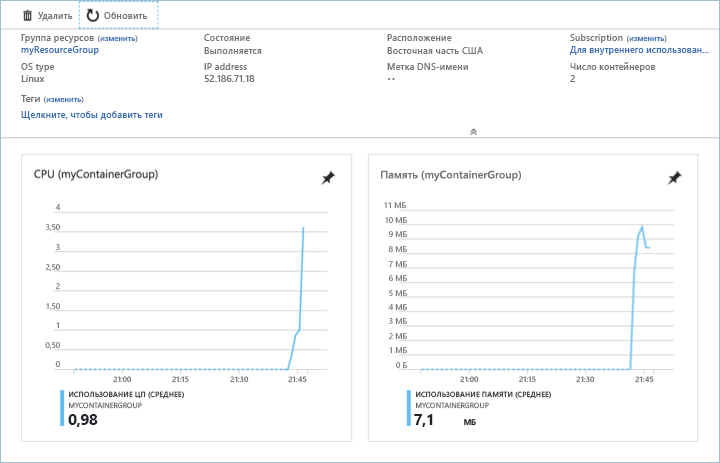 Удалить Обновить
Группа ресурсов (изменить) Состояние Расположение Subscription (изменить)
myResourceGroup Выполняется Восточная часть США Для внутреннего использован...
OS type IP address Метка DNS-имени Число контейнеров
Linux 52.186.71.18 -- 2
Теги (изменить)
Щелкните, чтобы добавить теги
CPU (myContainerGroup)
4
3,50
3
2,50
2
1,50
1
0,50
0
21:00 21:15 21:30 21:45
ИСПОЛЬЗОВАНИЕ ЦП (СРЕДНЕЕ)
MYCONTAINERGROUP
0,98
Память (myContainerGroup)
11 МБ
10 МБ
9 МБ
8 МБ
7 МБ
6 МБ
5 МБ
4 МБ
3 МБ
2 МБ
1 МБ
0 Б
21:00 21:15 21:30 21:45
ИСПОЛЬЗОВАНИЕ ПАМЯТИ (СРЕДНЕЕ)
MYCONTAINERGROUP
7,1 МБ